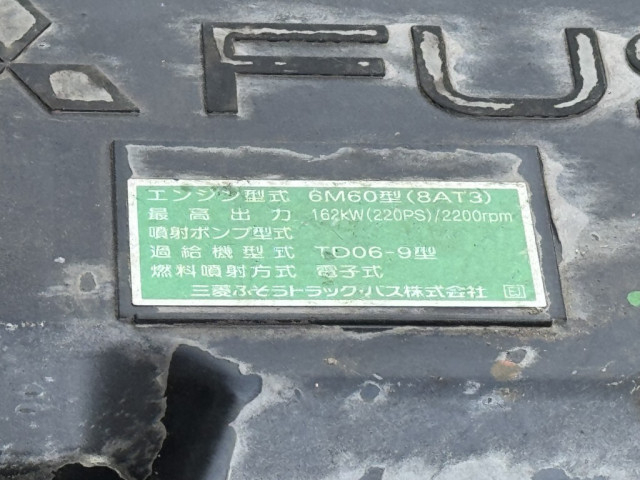 FUS
エンジン型式 6M60型(8AT3)
最高出力 162kW(220PS)/2200rpm
噴射ポンプ型式
過給機型式 TD06-9型
燃料噴射方式 電子式
三菱ふそうトラック・バス株式会社